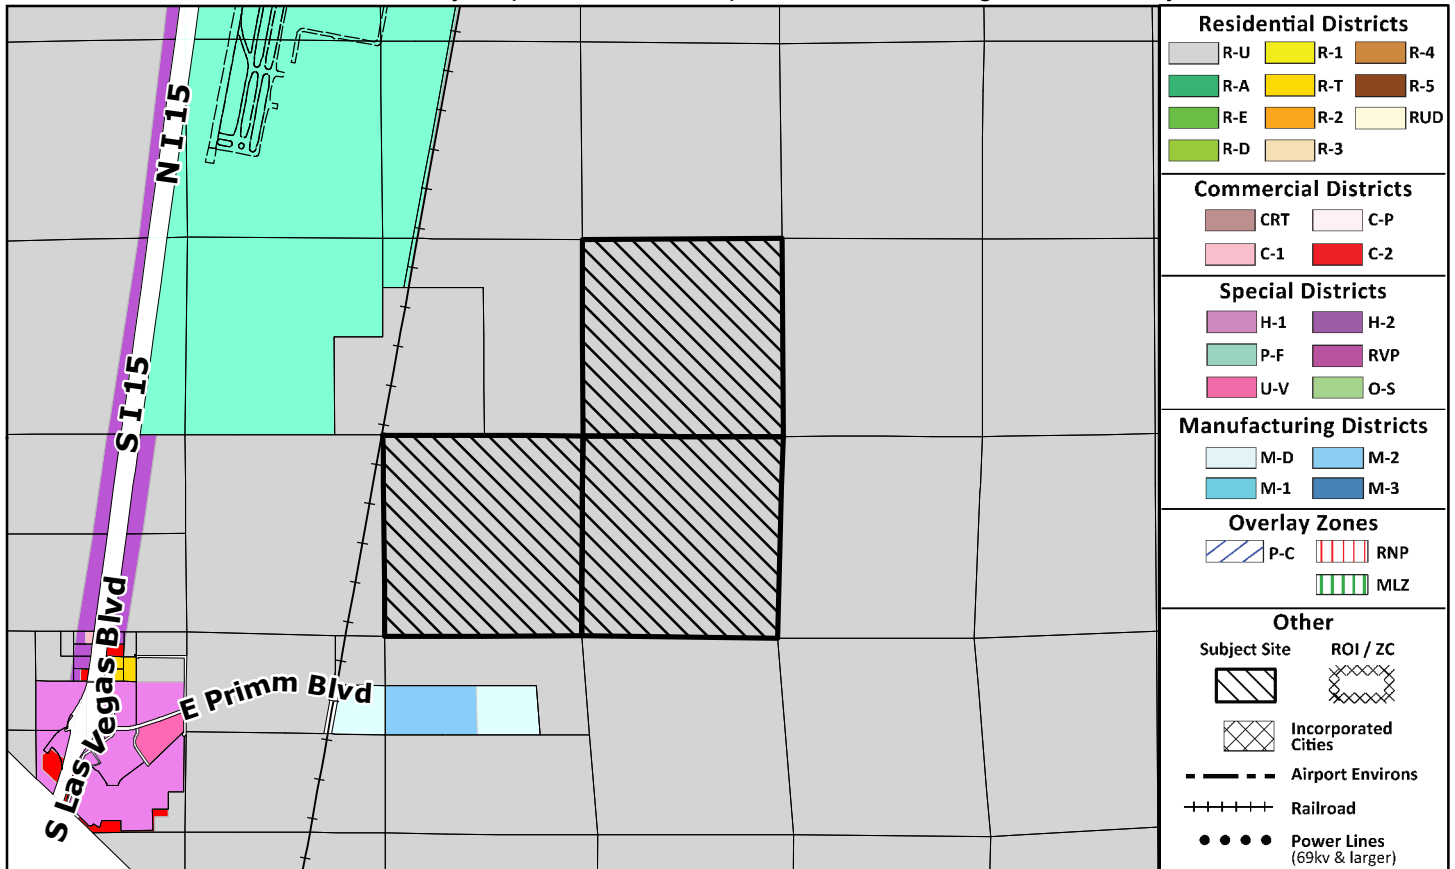 N I 15
S I 15
S Las Vegas Blvd
E Primm Blvd
Residential Districts
R-U R-1 R-4
R-A R-T R-5
R-E R-2 RUD
R-D R-3
Commercial Districts
CRT C-P
C-1 C-2
Special Districts
H-1 H-2
P-F RVP
U-V O-S
Manufacturing Districts
M-D M-2
M-1 M-3
Overlay Zones
P-C RNP
MLZ
Other
Subject Site ROI / ZC
Incorporated
Cities
Airport Environs
Railroad
Power Lines
(69kv & larger)